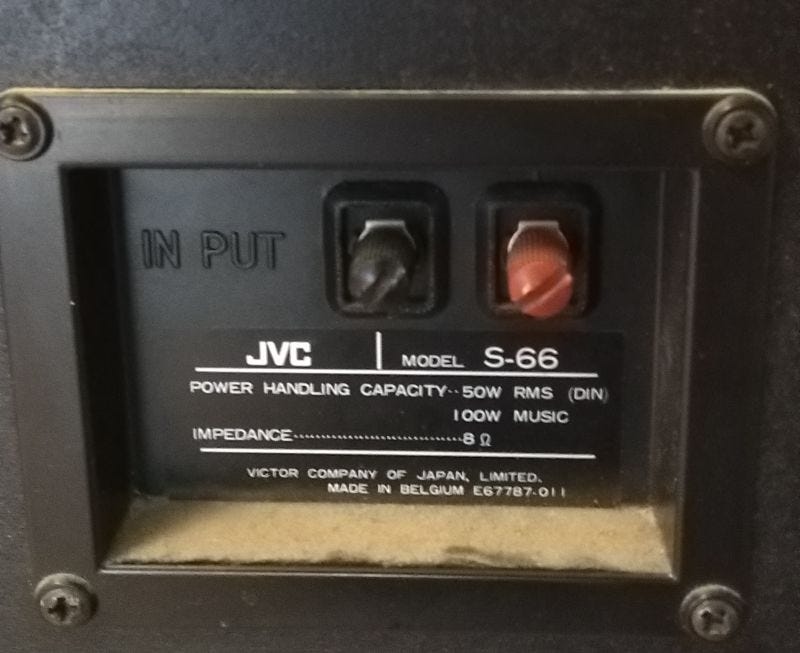 IN PUT
JVC | MODEL S-66
POWER HANDLING CAPACITY··50W RMS (DIN)
100W MUSIC
IMPEDANCE······························8 Ω
VICTOR COMPANY OF JAPAN, LIMITED.
MADE IN BELGIUM E67787-011